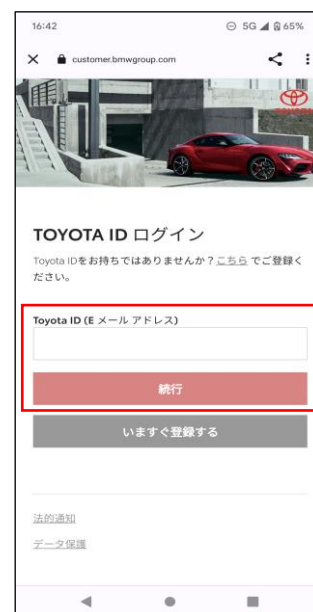 16:42 5G 65%
customer.bmwgroup.com
TOYOTA
TOYOTA ID ログイン
Toyota IDをお持ちではありませんか？こちら でご登録く
ださい。
Toyota ID (E メール アドレス)
続行
いますぐ登録する
法的通知
データ保護